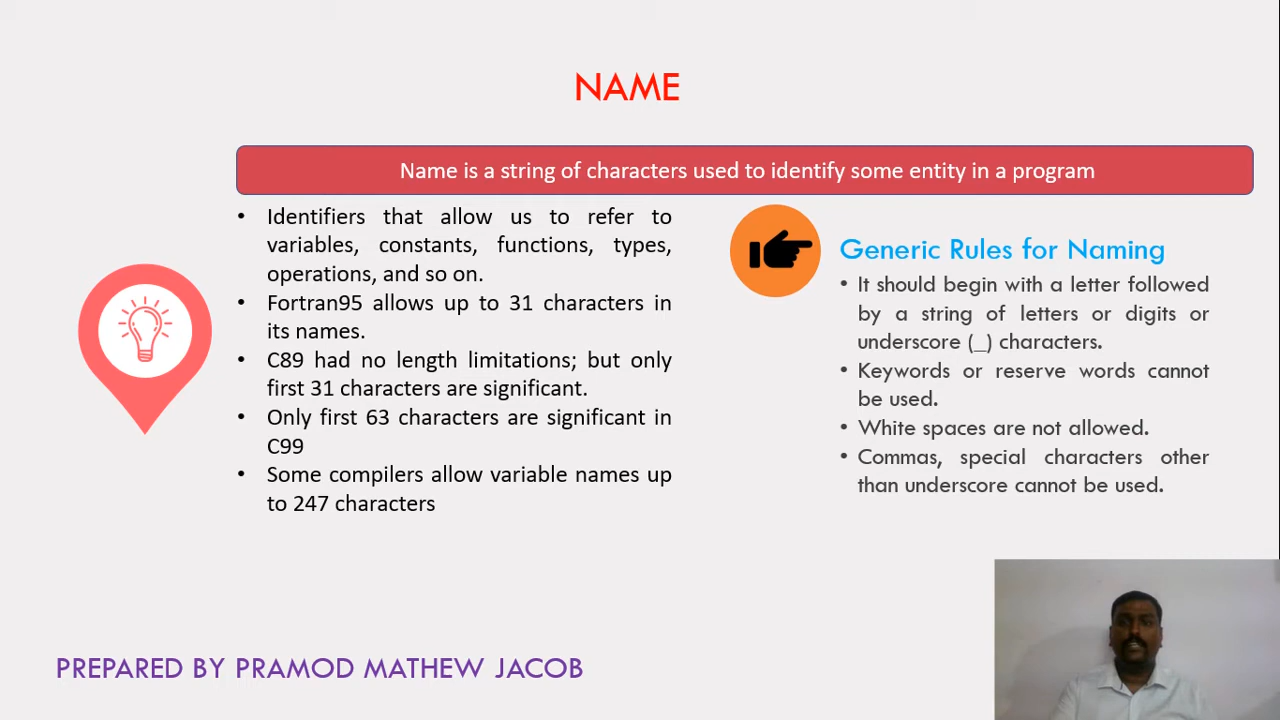 NAME
Name is a string of characters used to identify some entity in a program
• Identifiers that allow us to refer to
variables, constants, functions, types,
operations, and so on.
• Fortran95 allows up to 31 characters in
its names.
• C89 had no length limitations; but only
first 31 characters are significant.
• Only first 63 characters are significant in
C99
• Some compilers allow variable names up
to 247 characters
Generic Rules for Naming
• It should begin with a letter followed
by a string of letters or digits or
underscore (_) characters.
• Keywords or reserve words cannot
be used.
• White spaces are not allowed.
• Commas, special characters other
than underscore cannot be used.
PREPARED BY PRAMOD MATHEW JACOB